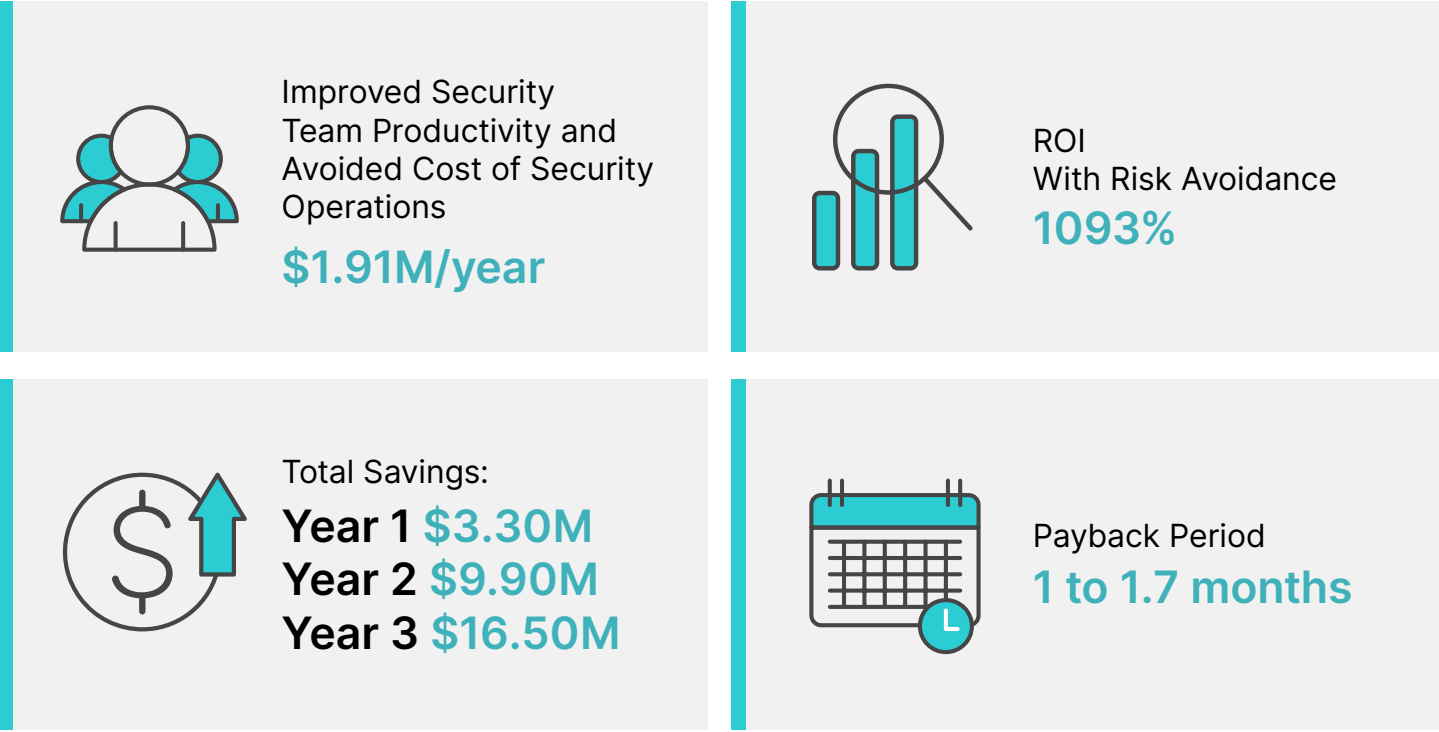 Improved Security
Team Productivity and
Avoided Cost of Security
Operations
$1.91M/year
ROI
With Risk Avoidance
1093%
Total Savings:
Year 1 $3.30M
Year 2 $9.90M
Year 3 $16.50M
Payback Period
1 to 1.7 months